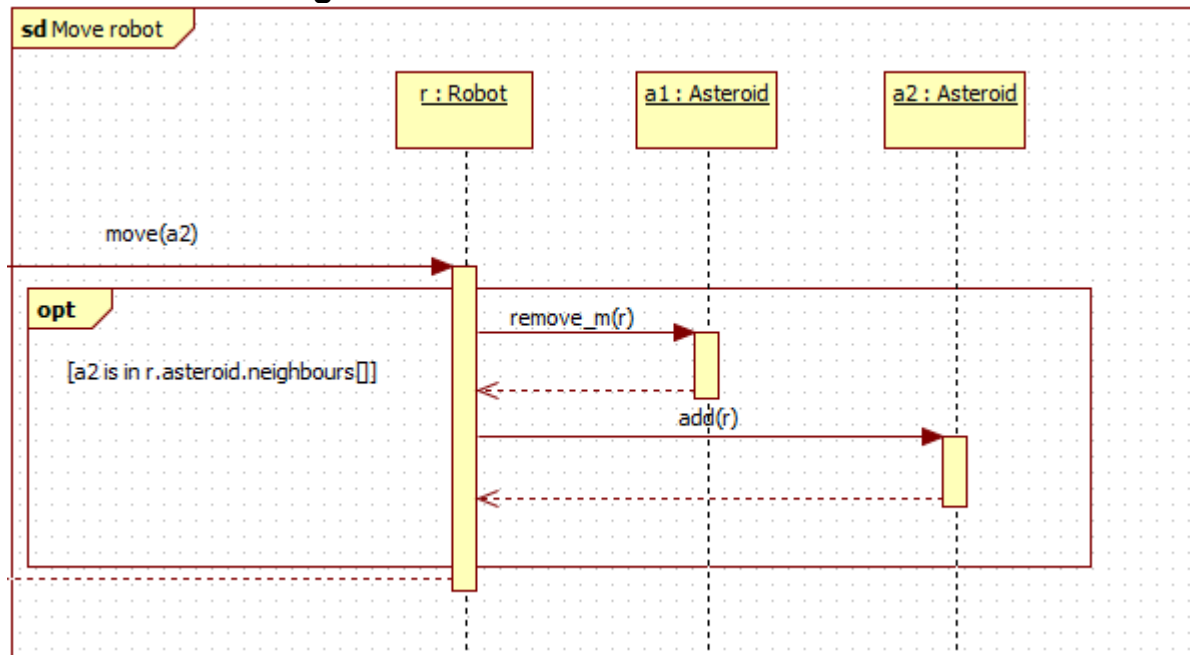 sd Move robot
r : Robot
a1 : Asteroid
a2 : Asteroid
move(a2)
opt
remove_m(r)
[a2 is in r.asteroid.neighbours[]]
add(r)